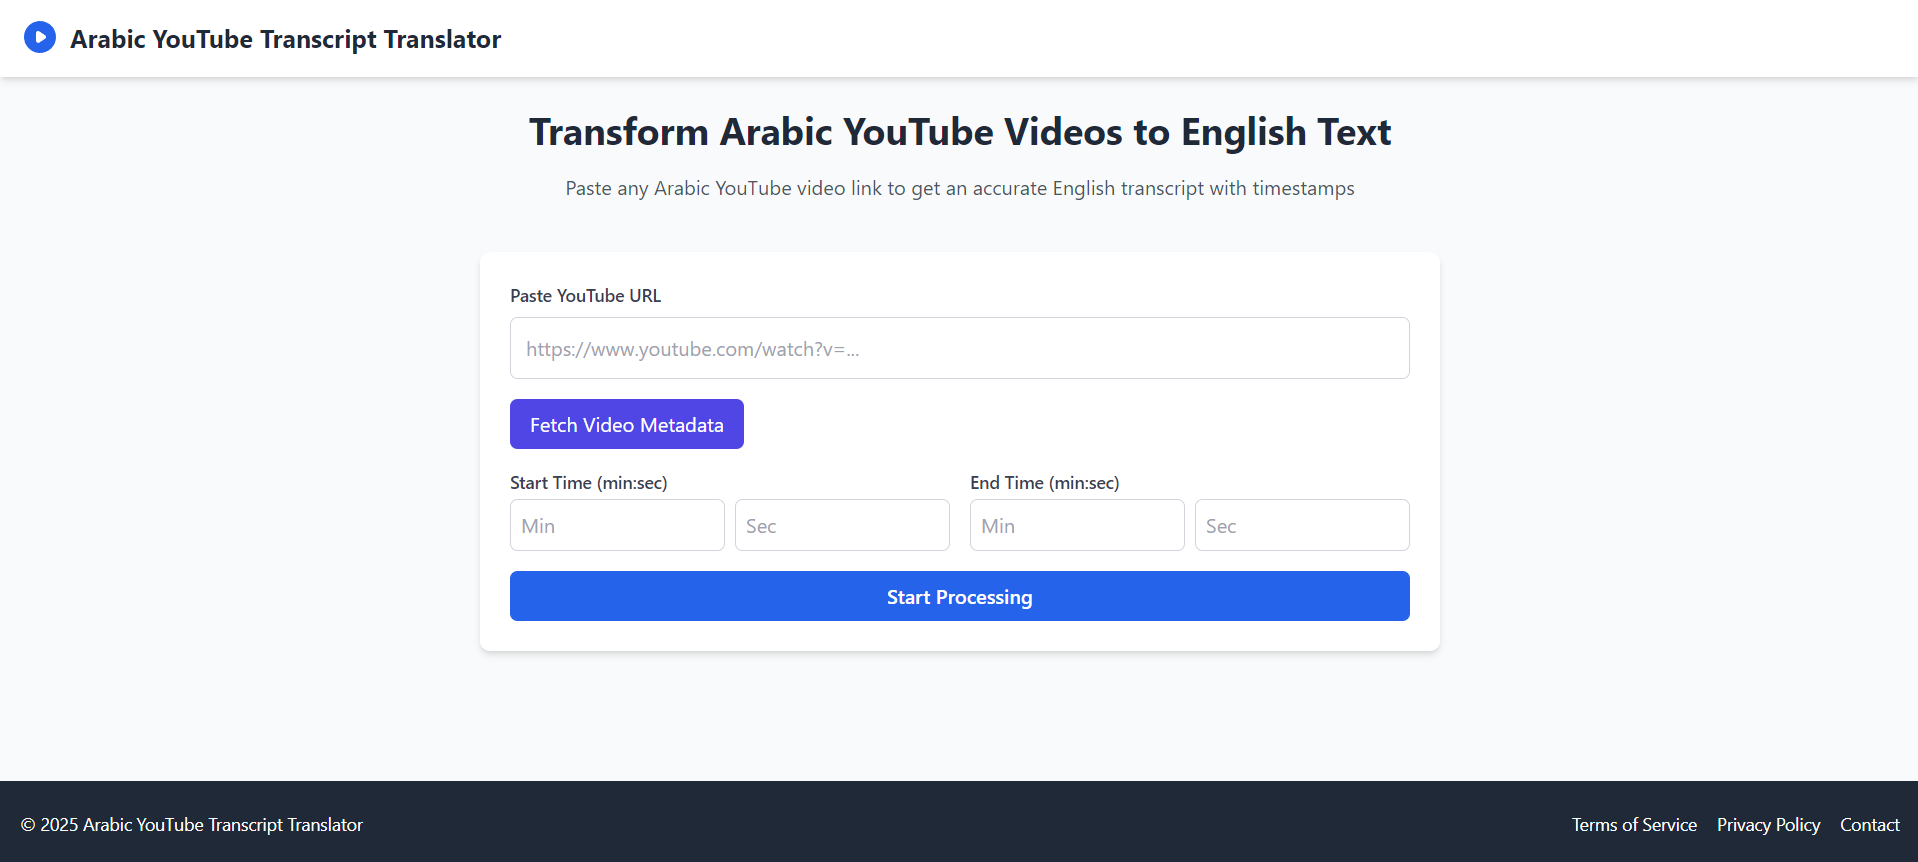 Arabic YouTube Transcript Translator
Transform Arabic YouTube Videos to English Text
Paste any Arabic YouTube video link to get an accurate English transcript with timestamps
Paste YouTube URL
https://www.youtube.com/watch?v=...
Fetch Video Metadata
Start Time (min:sec) End Time (min:sec)
Min Sec Min Sec
Start Processing
© 2025 Arabic YouTube Transcript Translator Terms of Service Privacy Policy Contact